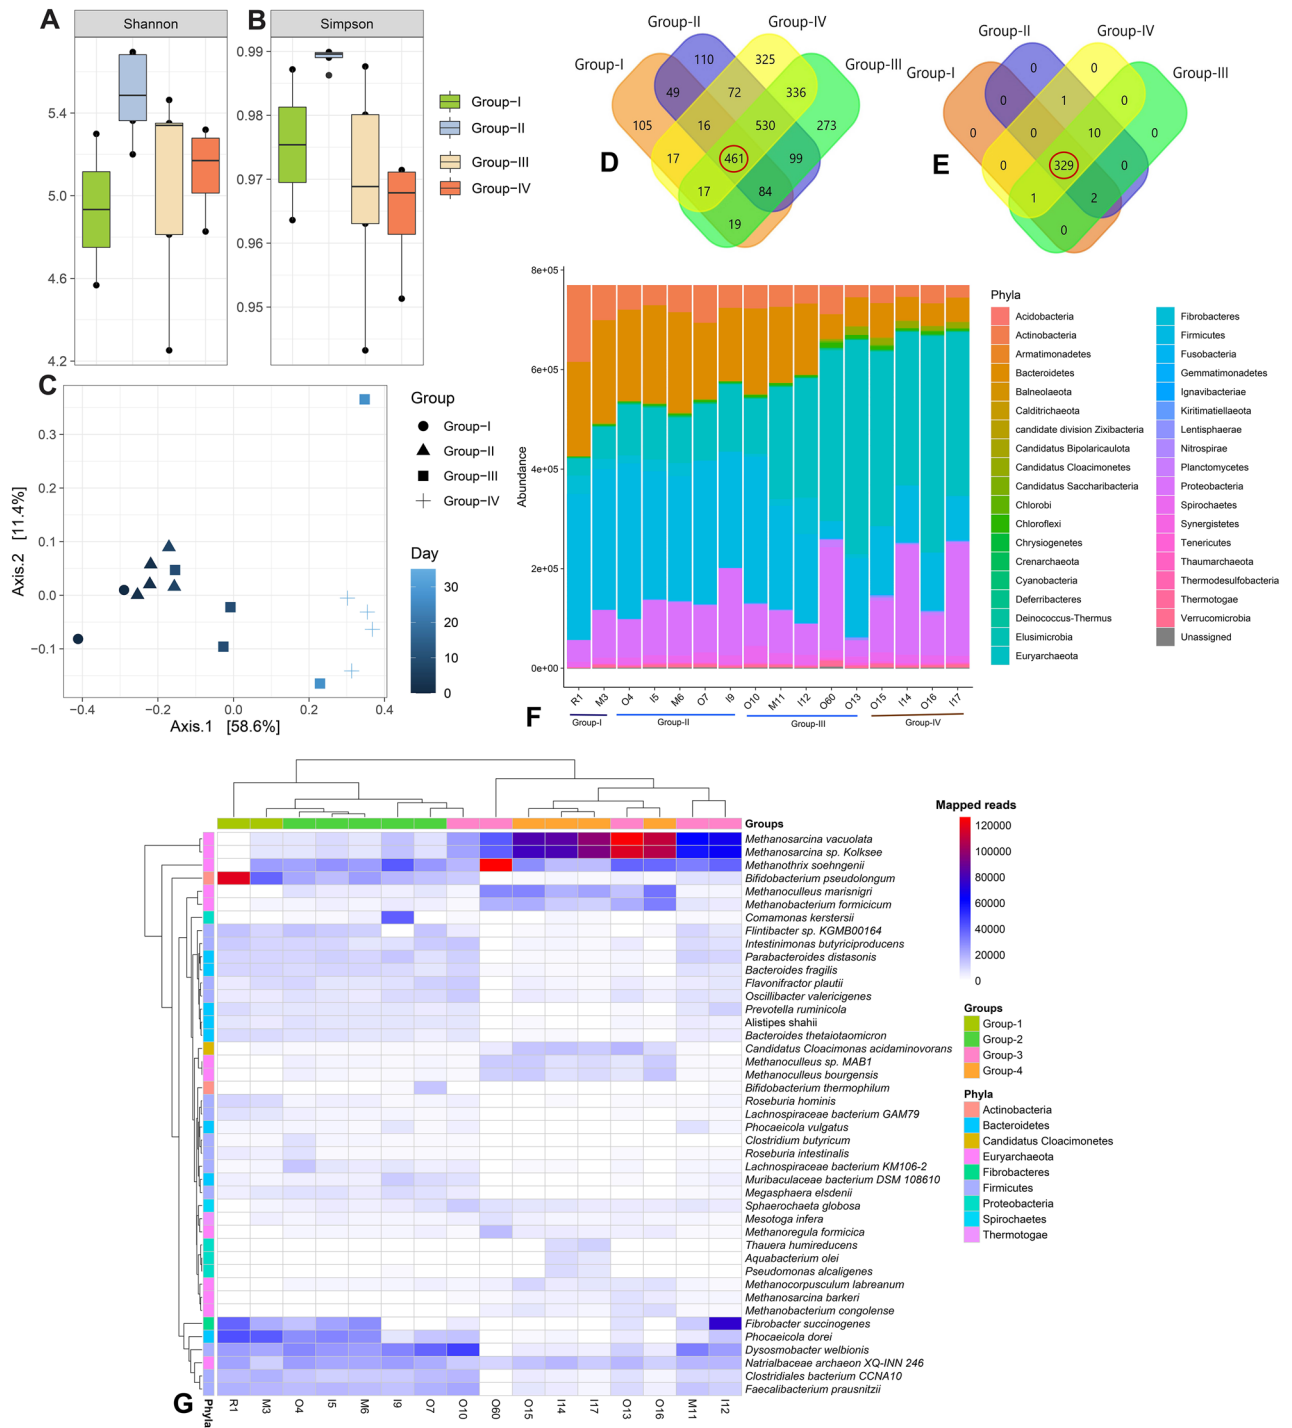 A
Shannon
5.4
5.0
4.6
4.2
B
Simpson
0.99
0.98
0.97
0.96
0.95
Group−I
Group−II
Group−III
Group−IV
C
Axis.2 [11.4%]
0.3
0.2
0.1
0.0
−0.1
−0.4
−0.2
0.0
0.2
0.4
Axis.1 [58.6%]
Group
Group−I
Group−II
Group−III
Group−IV
Day
30
20
10
0
D
Group-I
Group-II
Group-IV
Group-III
110
325
49
72
336
105
16
530
273
17
461
99
17
84
19
E
Group-I
Group-II
Group-IV
Group-III
0
0
0
1
0
0
0
10
0
0
329
0
1
2
0
F
Abundance
8e+05
6e+05
4e+05
2e+05
0e+00
R1
M3
O4
I5
M6
O7
I9
O10
M11
I12
O60
O13
O15
I14
O16
I17
Group-I
Group-II
Group-III
Group-IV
Phyla
Acidobacteria
Actinobacteria
Armatimonadetes
Bacteroidetes
Balneolaeota
Calditrichaeota
candidate division Zixibacteria
Candidatus Bipolaricaulota
Candidatus Cloacimonetes
Candidatus Saccharibacteria
Chlorobi
Chloroflexi
Chrysiogenetes
Crenarchaeota
Cyanobacteria
Deferribacteres
Deinococcus-Thermus
Elusimicrobia
Euryarchaeota
Fibrobacteres
Firmicutes
Fusobacteria
Gemmatimonadetes
Ignavibacteriae
Kiritimatiellaeota
Lentisphaerae
Nitrospirae
Planctomycetes
Proteobacteria
Spirochaetes
Synergistetes
Tenericutes
Thaumarchaeota
Thermodesulfobacteria
Thermotogae
Verrucomicrobia
Unassigned
G
Groups
Methanosarcina vacuolata
Methanosarcina sp. Kolksee
Methanothrix soehngenii
Bifidobacterium pseudolongum
Methanoculleus marisnigri
Methanobacterium formicicum
Comamonas kerstersii
Flintibacter sp. KGMB00164
Intestinimonas butyriciproducens
Parabacteroides distasonis
Bacteroides fragilis
Flavonifractor plautii
Oscillibacter valericigenes
Prevotella ruminicola
Alistipes shahii
Bacteroides thetaiotaomicron
Candidatus Cloacimonas acidaminovorans
Methanoculleus sp. MAB1
Methanoculleus bourgensis
Bifidobacterium thermophilum
Roseburia hominis
Lachnospiraceae bacterium GAM79
Phocaeicola vulgatus
Clostridium butyricum
Roseburia intestinalis
Lachnospiraceae bacterium KM106-2
Muribaculaceae bacterium DSM 108610
Megasphaera elsdenii
Sphaerochaeta globosa
Mesotoga infera
Methanoregula formicica
Thauera humireducens
Aquabacterium olei
Pseudomonas alcaligenes
Methanocorpusculum labreanum
Methanosarcina barkeri
Methanobacterium congolense
Fibrobacter succinogenes
Phocaeicola dorei
Dysosmobacter welbionis
Natrialbaceae archaeon XQ-INN 246
Clostridiales bacterium CCNA10
Faecalibacterium prausnitzii
Phyla
R1
M3
O4
I5
M6
I9
O7
O10
O60
O15
I14
I17
O13
O16
M11
I12
Mapped reads
120000
100000
80000
60000
40000
20000
0
Groups
Group-1
Group-2
Group-3
Group-4
Phyla
Actinobacteria
Bacteroidetes
Candidatus Cloacimonetes
Euryarchaeota
Fibrobacteres
Firmicutes
Proteobacteria
Spirochaetes
Thermotogae